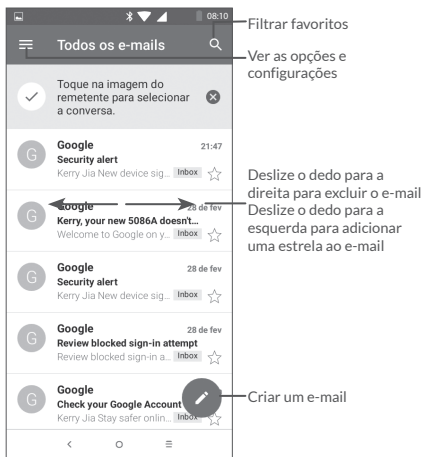 08:10
Todos os e-mails
Filtrar favoritos
Ver as opções e
configurações
Toque na imagem do
remetente para selecionar
a conversa.
G
Google
21:47
Security alert
Kerry Jia New device sig... Inbox
G
Google
28 de fev
Kerry, your new 5086A doesn't...
Welcome to Google on y... Inbox
Deslize o dedo para a
direita para excluir o e-mail
Deslize o dedo para a
esquerda para adicionar
uma estrela ao e-mail
G
Google
28 de fev
Security alert
Kerry Jia New device sig... Inbox
G
Google
28 de fev
Review blocked sign-in attempt
Review blocked sign-in a... Inbox
G
Google
Check your Google Account
Kerry Jia Stay safer onlin... Inbox
Criar um e-mail